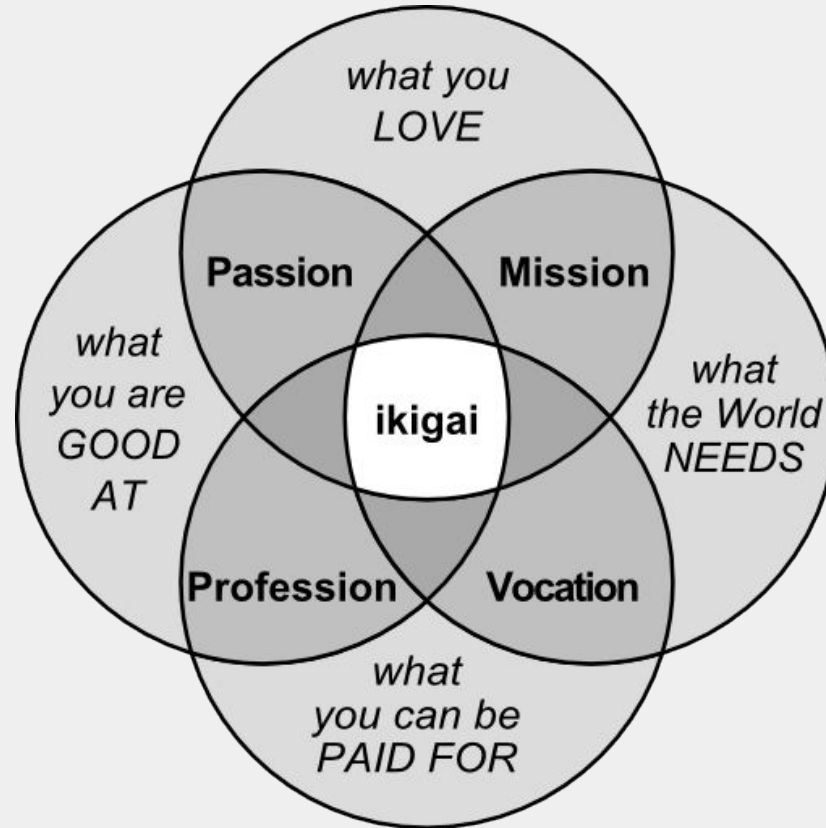 what you
LOVE
Passion
Mission
what
you are
GOOD
AT
ikigai
what
the World
NEEDS
Profession
Vocation
what
you can be
PAID FOR